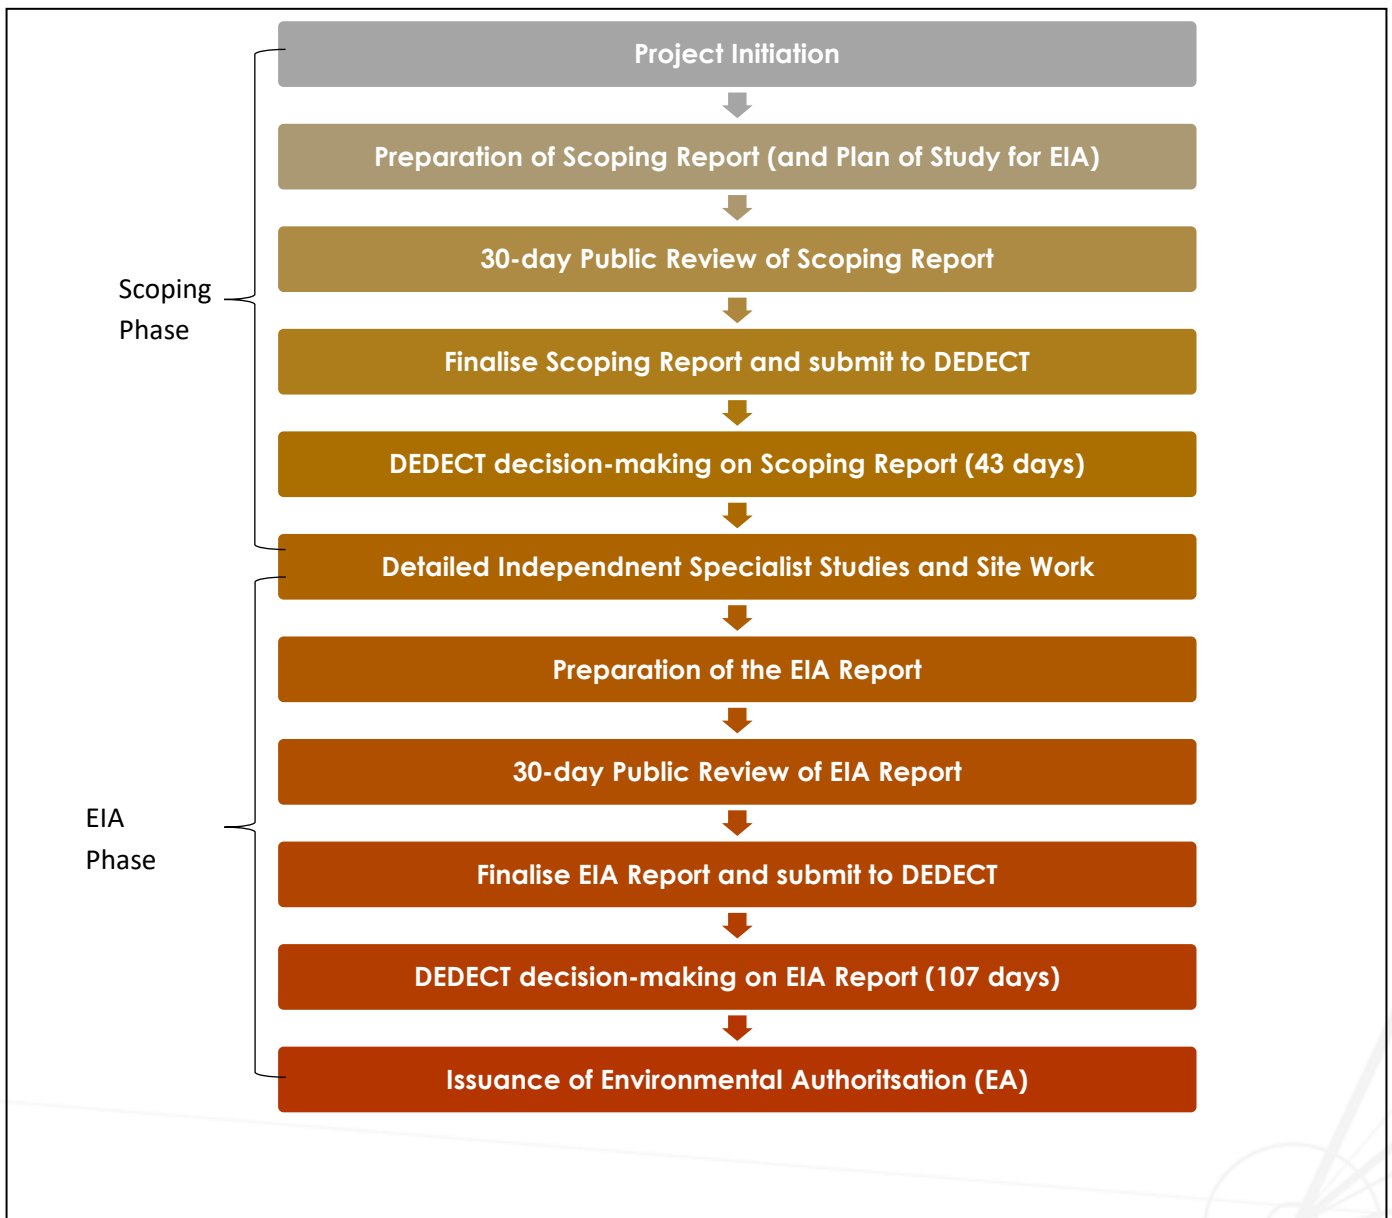 Project Initiation
Preparation of Scoping Report (and Plan of Study for EIA)
30-day Public Review of Scoping Report
Scoping
Phase
Finalise Scoping Report and submit to DEDECT
DEDECT decision-making on Scoping Report (43 days)
Detailed Independnent Specialist Studies and Site Work
Preparation of the EIA Report
30-day Public Review of EIA Report
EIA
Phase
Finalise EIA Report and submit to DEDECT
DEDECT decision-making on EIA Report (107 days)
Issuance of Environmental Authoritsation (EA)